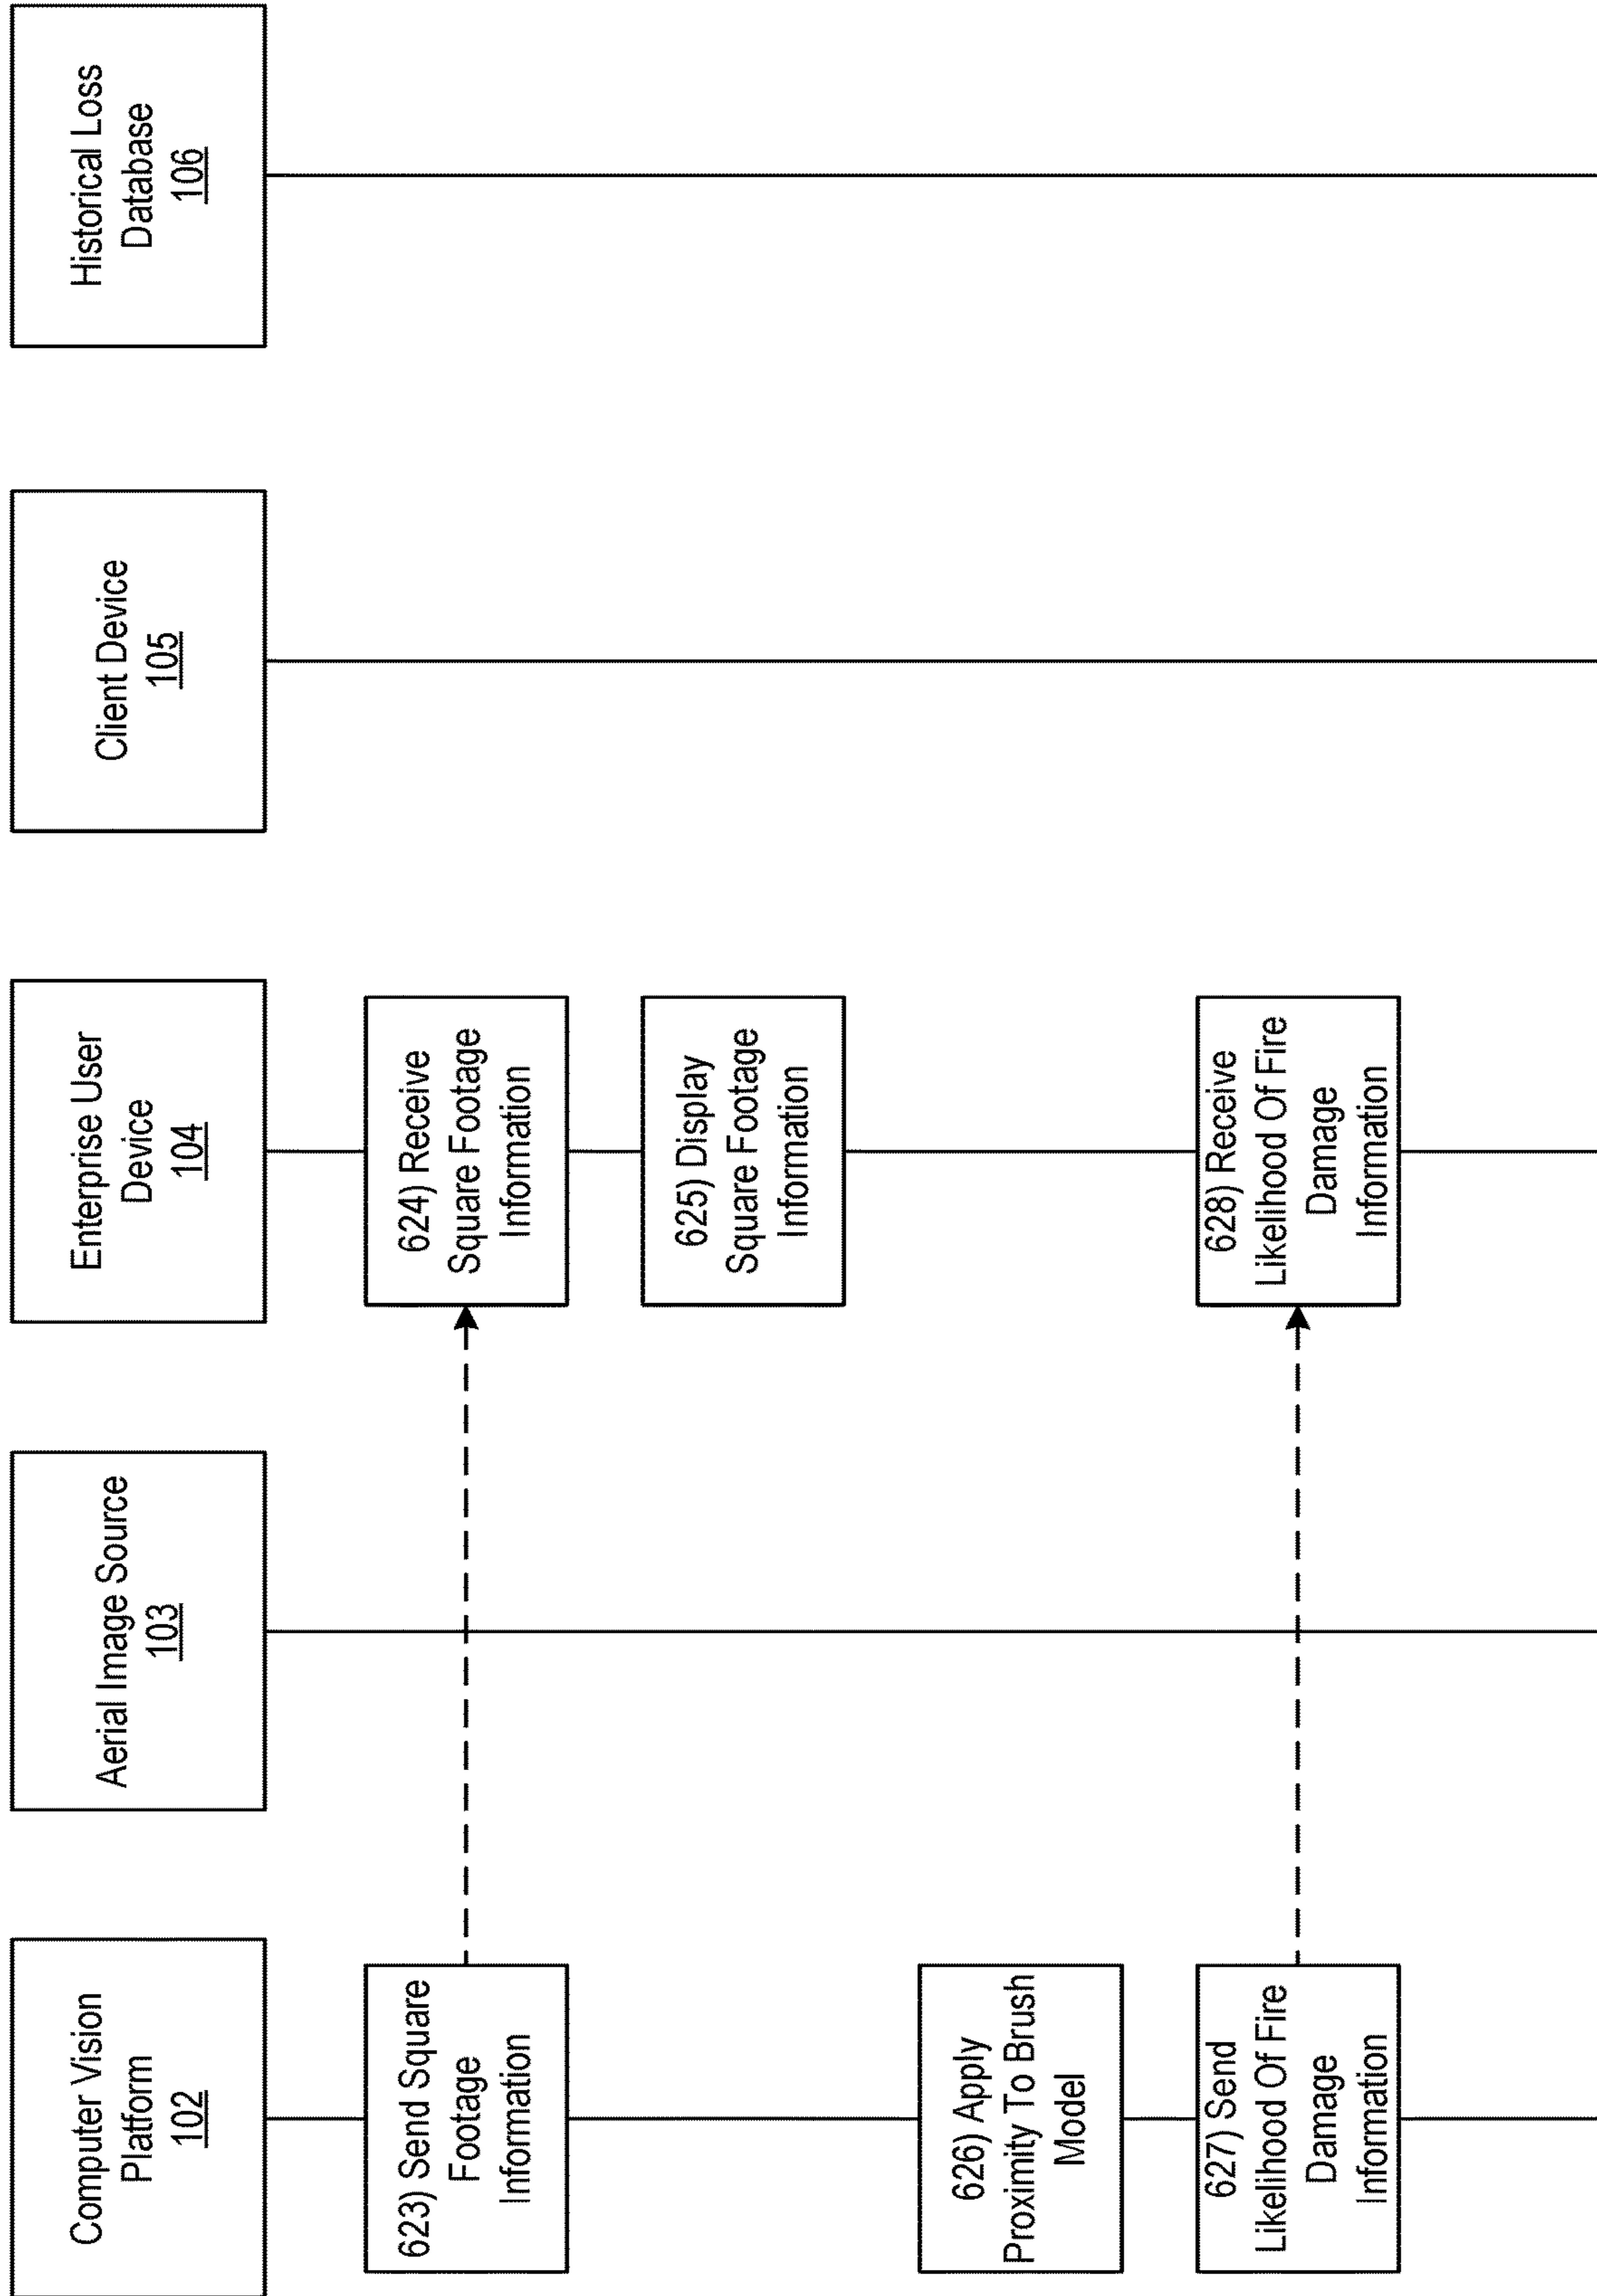 Computer Vision
Platform
102
Aerial Image Source
103
Enterprise User
Device
104
Client Device
105
Historical Loss
Database
106
623) Send Square
Footage
Information
624) Receive
Square Footage
Information
625) Display
Square Footage
Information
626) Apply
Proximity To Brush
Model
627) Send
Likelihood Of Fire
Damage
Information
628) Receive
Likelihood Of Fire
Damage
Information